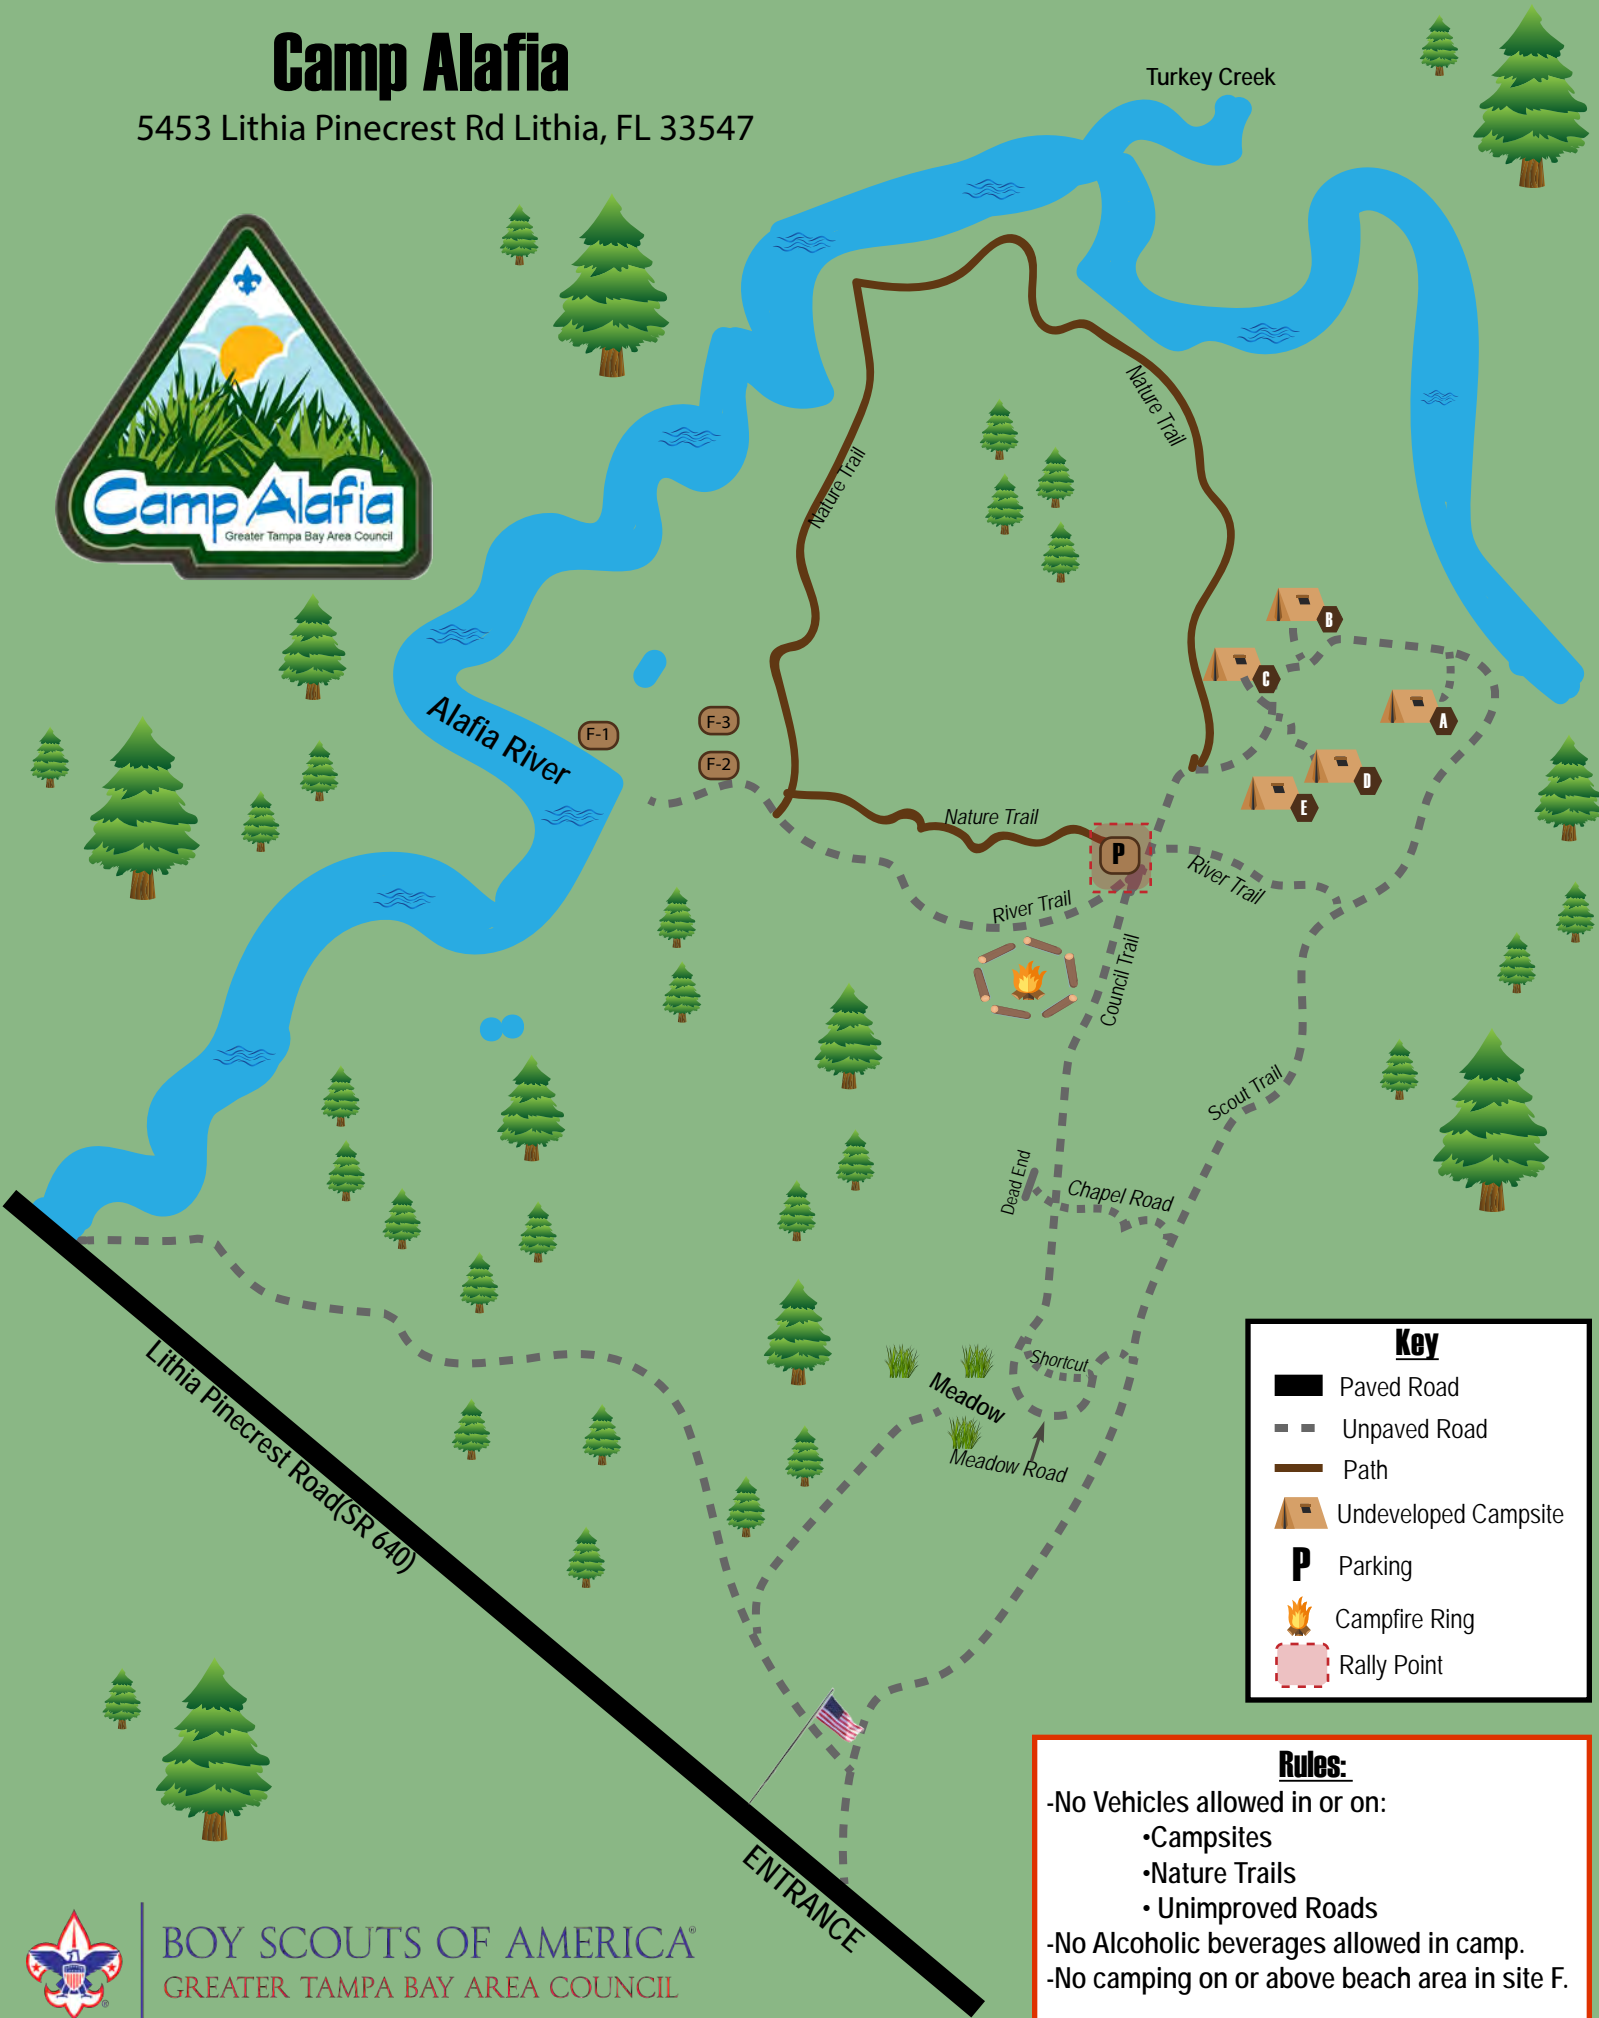 Camp Alafia
5453 Lithia Pinecrest Rd Lithia, FL 33547
Turkey Creek
Camp Alafia
Greater Tampa Bay Area Council
Nature Trail
Nature Trail
B
C
A
D
E
Alafia River
F-1
F-3
F-2
Nature Trail
P
River Trail
River Trail
Council Trail
Scout Trail
Dead End
Chapel Road
Shortcut
Meadow
Meadow Road
Lithia Pinecrest Road(SR 640)
ENTRANCE
Key
Paved Road
Unpaved Road
Path
Undeveloped Campsite
P Parking
Campfire Ring
Rally Point
Rules:
-No Vehicles allowed in or on:
•Campsites
•Nature Trails
• Unimproved Roads
-No Alcoholic beverages allowed in camp.
-No camping on or above beach area in site F.
BOY SCOUTS OF AMERICA®
GREATER TAMPA BAY AREA COUNCIL